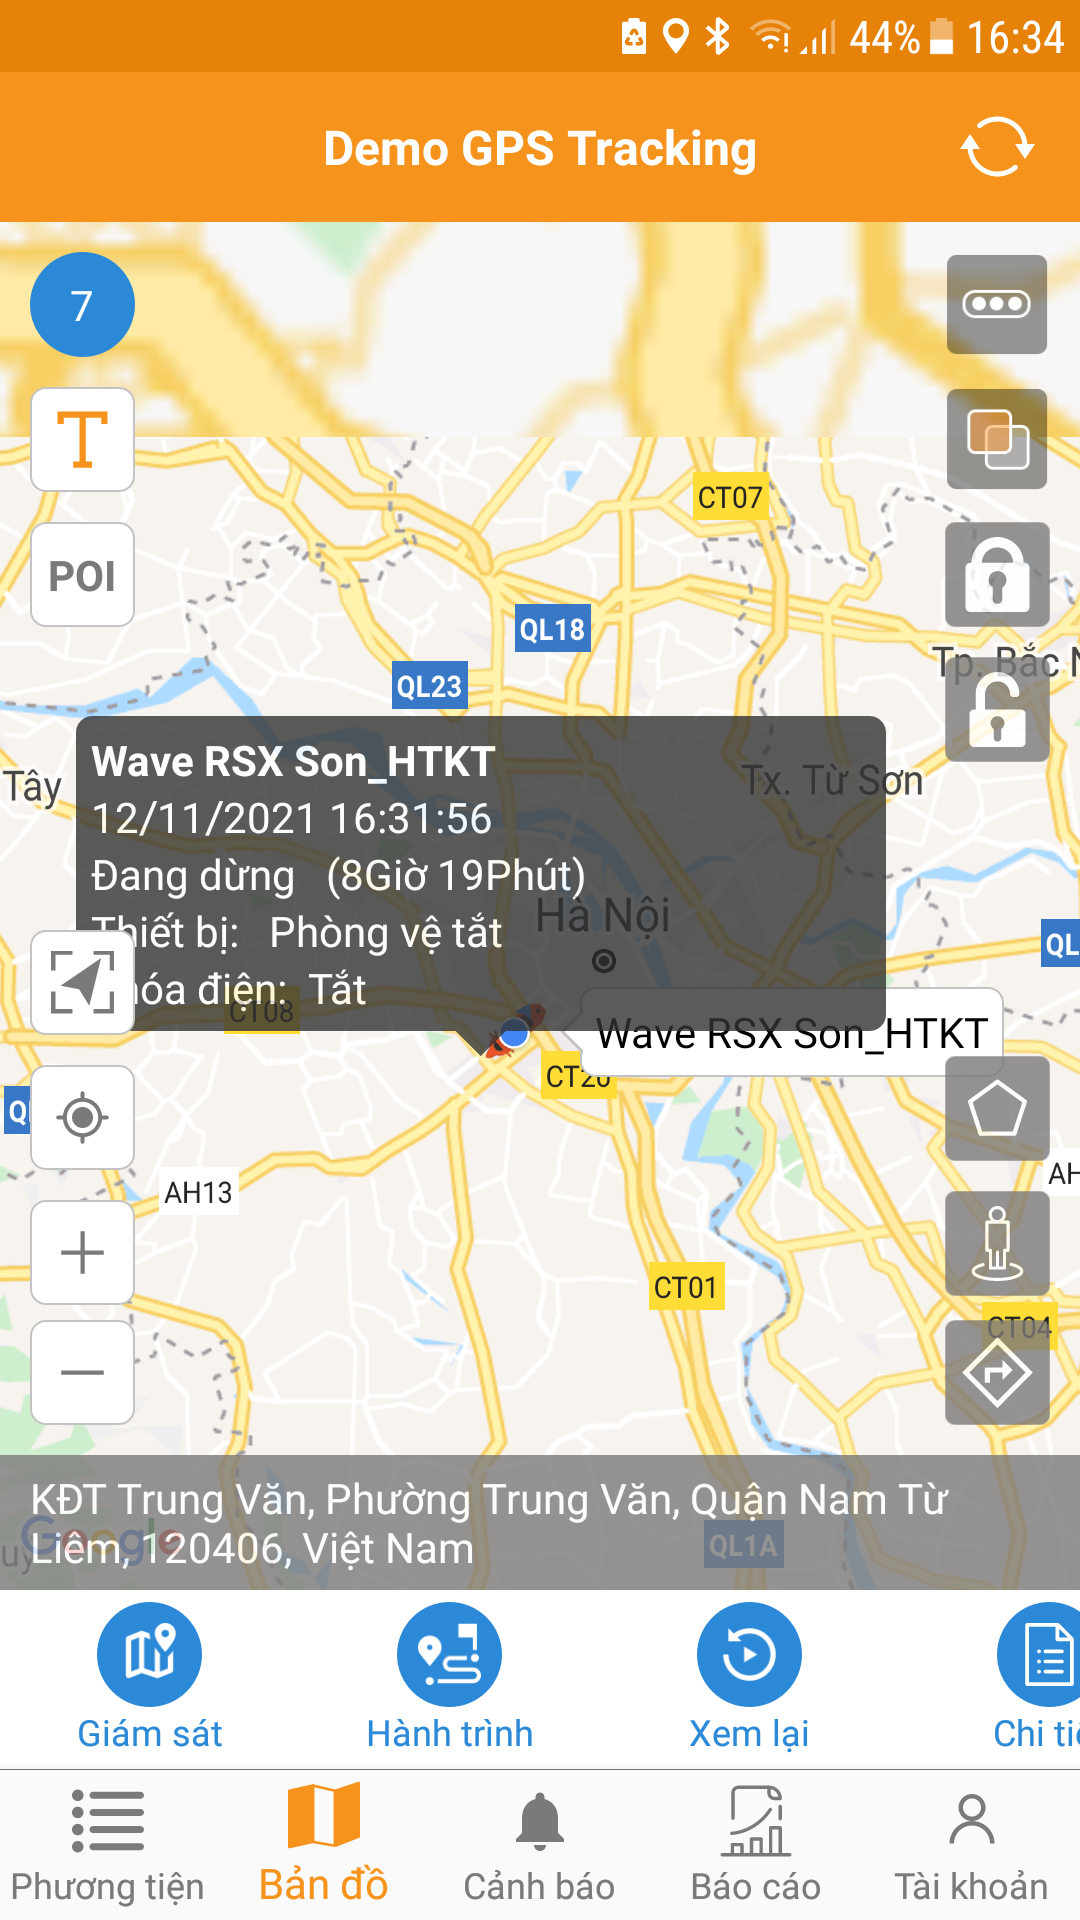 44% 16:34
Demo GPS Tracking
7
T
CT07
POI
QL18
Tp. Bắc N
QL23
Wave RSX Son_HTKT
Tây
Tx. Từ Sơn
12/11/2021 16:31:56
Đang dừng (8Giờ 19Phút)
Hà Nội
Thiết bị: Phòng vệ tắt
QL
hóa điện: Tắt
CT08
Wave RSX Son_HTKT
CT20
AH13
AH
CT01
CT04
KĐT Trung Văn, Phường Trung Văn, Quận Nam Từ
Liêm, 120406, Việt Nam
Google
QL1A
Giám sát
Hành trình
Xem lại
Chi tiế
Phương tiện
Bản đồ
Cảnh báo
Báo cáo
Tài khoản